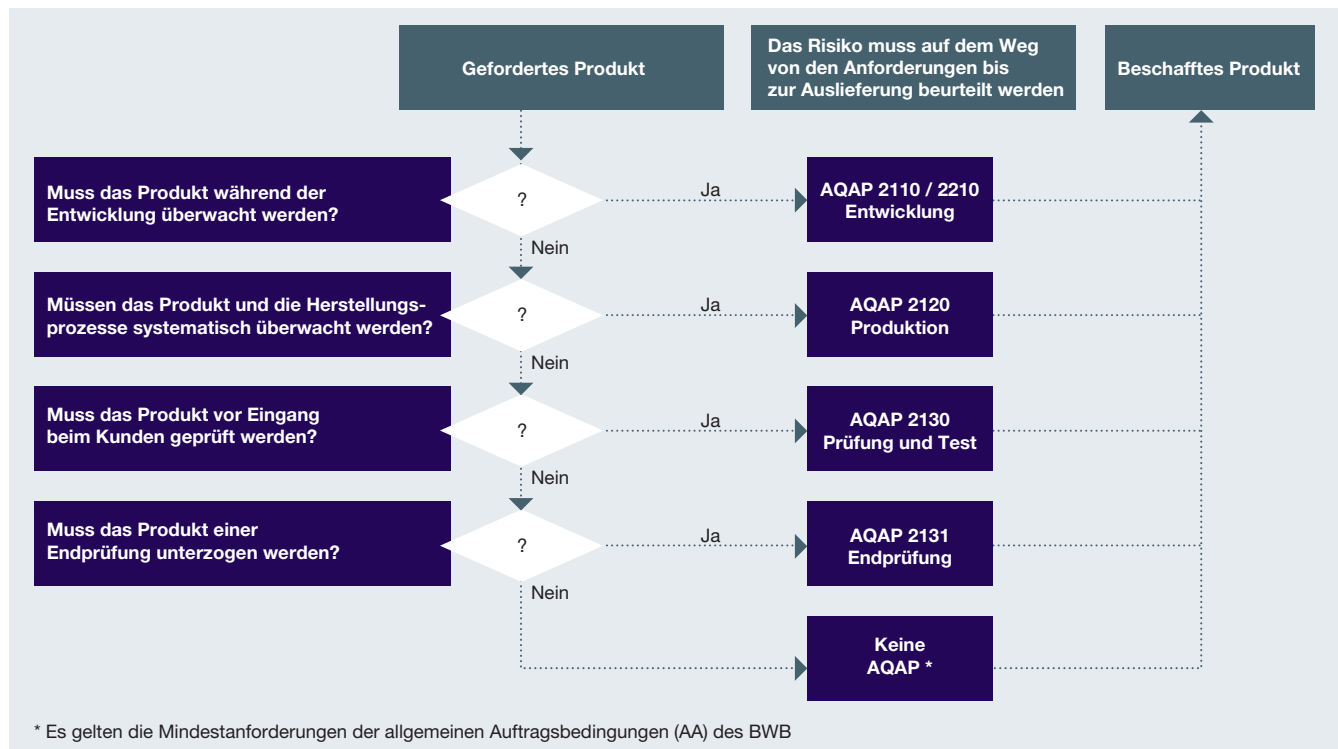 Gefordertes Produkt
Das Risiko muss auf dem Weg
von den Anforderungen bis
zur Auslieferung beurteilt werden
Beschafftes Produkt
Muss das Produkt während der
Entwicklung überwacht werden?
?
Ja
AQAP 2110 / 2210
Entwicklung
Nein
Müssen das Produkt und die Herstellungs-
prozesse systematisch überwacht werden?
?
Ja
AQAP 2120
Produktion
Nein
Muss das Produkt vor Eingang
beim Kunden geprüft werden?
?
Ja
AQAP 2130
Prüfung und Test
Nein
Muss das Produkt einer
Endprüfung unterzogen werden?
?
Ja
AQAP 2131
Endprüfung
Nein
Keine
AQAP *
* Es gelten die Mindestanforderungen der allgemeinen Auftragsbedingungen (AA) des BWB